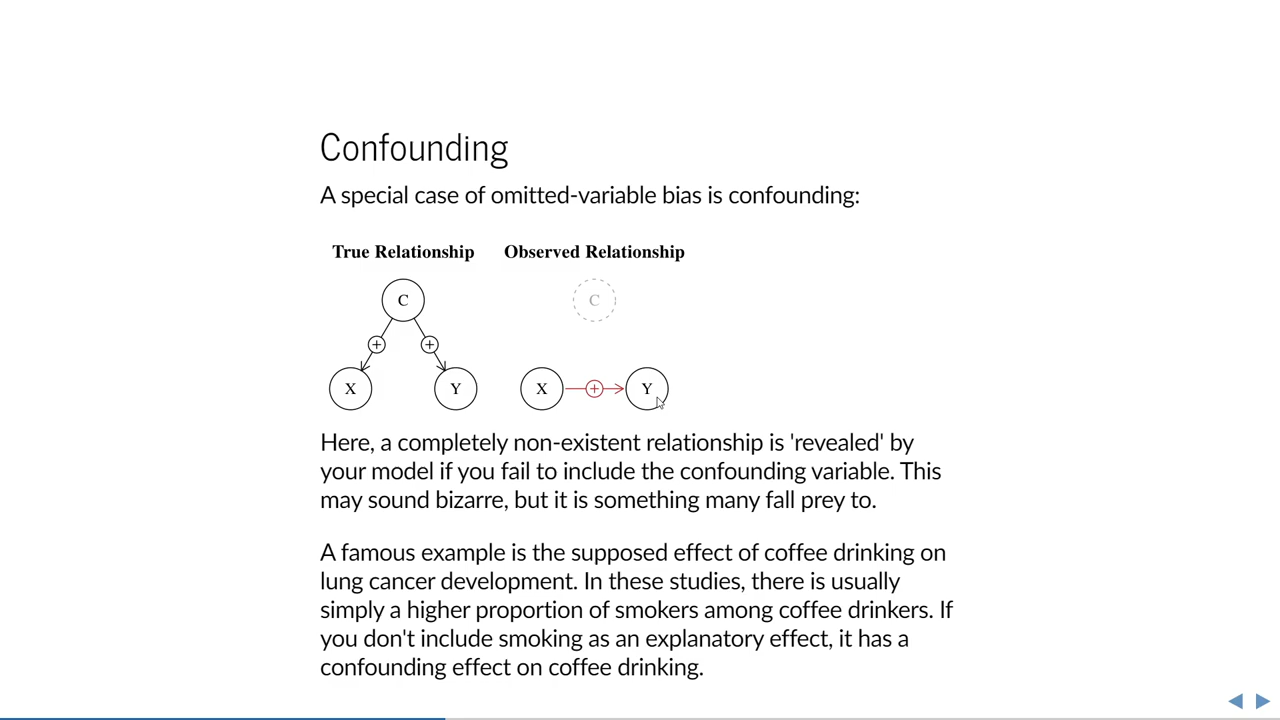 Confounding
A special case of omitted-variable bias is confounding:
True Relationship Observed Relationship
C C
+ +
X Y X + Y
Here, a completely non-existent relationship is 'revealed' by
your model if you fail to include the confounding variable. This
may sound bizarre, but it is something many fall prey to.
A famous example is the supposed effect of coffee drinking on
lung cancer development. In these studies, there is usually
simply a higher proportion of smokers among coffee drinkers. If
you don't include smoking as an explanatory effect, it has a
confounding effect on coffee drinking.